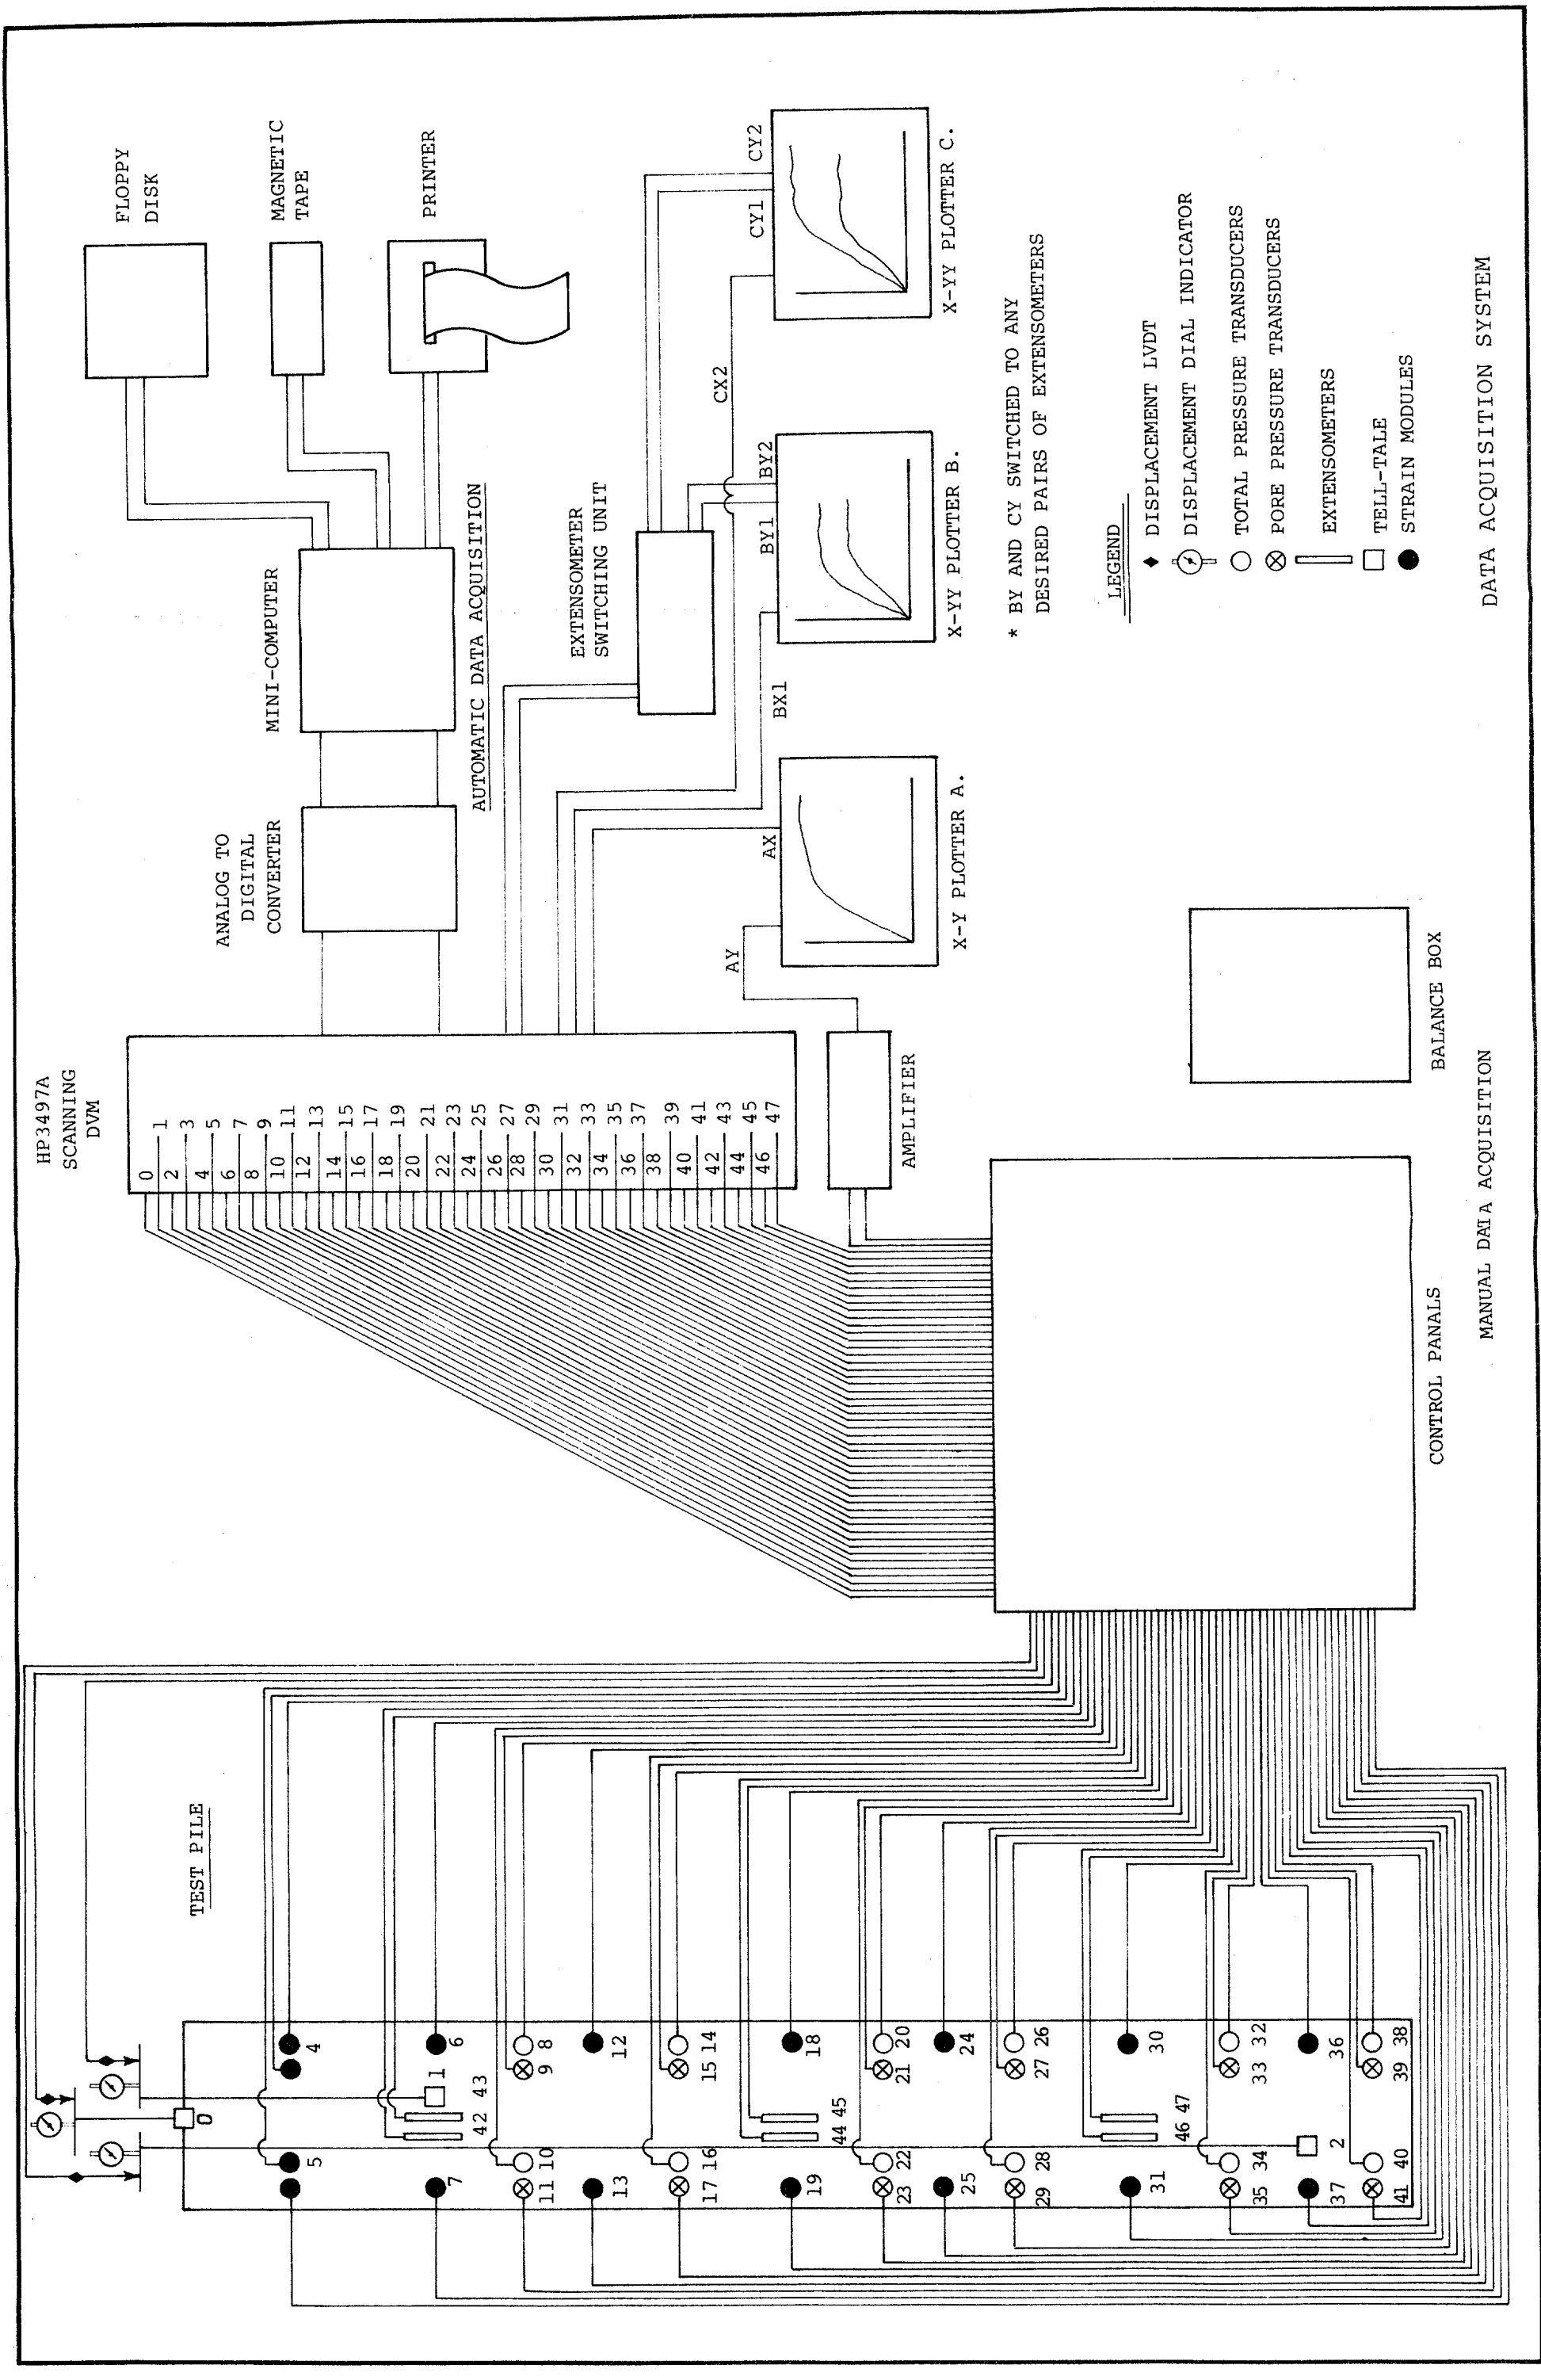 TEST PILE
0
1
2
4
5
6
7
42 43
8
9
10
11
12
13
14
15
16
17
18
19
44 45
20
21
22
23
24
25
26
27
28
29
30
31
46 47
32
33
34
35
36
37
38
39
40
41
HP3497A
SCANNING
DVM
0
1
2
3
4
5
6
7
8
9
10
11
12
13
14
15
16
17
18
19
20
21
22
23
24
25
26
27
28
29
30
31
32
33
34
35
36
37
38
39
40
41
42
43
44
45
46
47
AMPLIFIER
CONTROL PANALS
BALANCE BOX
MANUAL DATA ACQUISITION
ANALOG TO
DIGITAL
CONVERTER
MINI-COMPUTER
AUTOMATIC DATA ACQUISITION
FLOPPY
DISK
MAGNETIC
TAPE
PRINTER
EXTENSOMETER
SWITCHING UNIT
AY
AX
X-Y PLOTTER A.
BX1
BY1
BY2
X-YY PLOTTER B.
CX2
CY1
CY2
X-YY PLOTTER C.
* BY AND CY SWITCHED TO ANY
DESIRED PAIRS OF EXTENSOMETERS
LEGEND
DISPLACEMENT LVDT
DISPLACEMENT DIAL INDICATOR
TOTAL PRESSURE TRANSDUCERS
PORE PRESSURE TRANSDUCERS
EXTENSOMETERS
TELL-TALE
STRAIN MODULES
DATA ACQUISITION SYSTEM